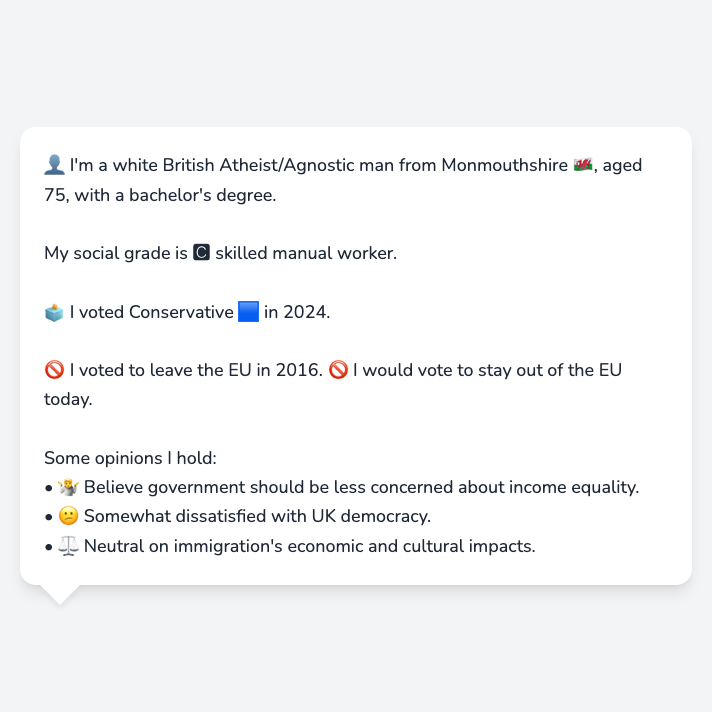 👤 I'm a white British Atheist/Agnostic man from Monmouthshire 🏴󠁧󠁢󠁷󠁬󠁳󠁿, aged
75, with a bachelor's degree.
My social grade is 🅲 skilled manual worker.
🗳️ I voted Conservative 🟦 in 2024.
🚫 I voted to leave the EU in 2016. 🚫 I would vote to stay out of the EU
today.
Some opinions I hold:
• 🤷 Believe government should be less concerned about income equality.
• 😕 Somewhat dissatisfied with UK democracy.
• ⚖️ Neutral on immigration's economic and cultural impacts.